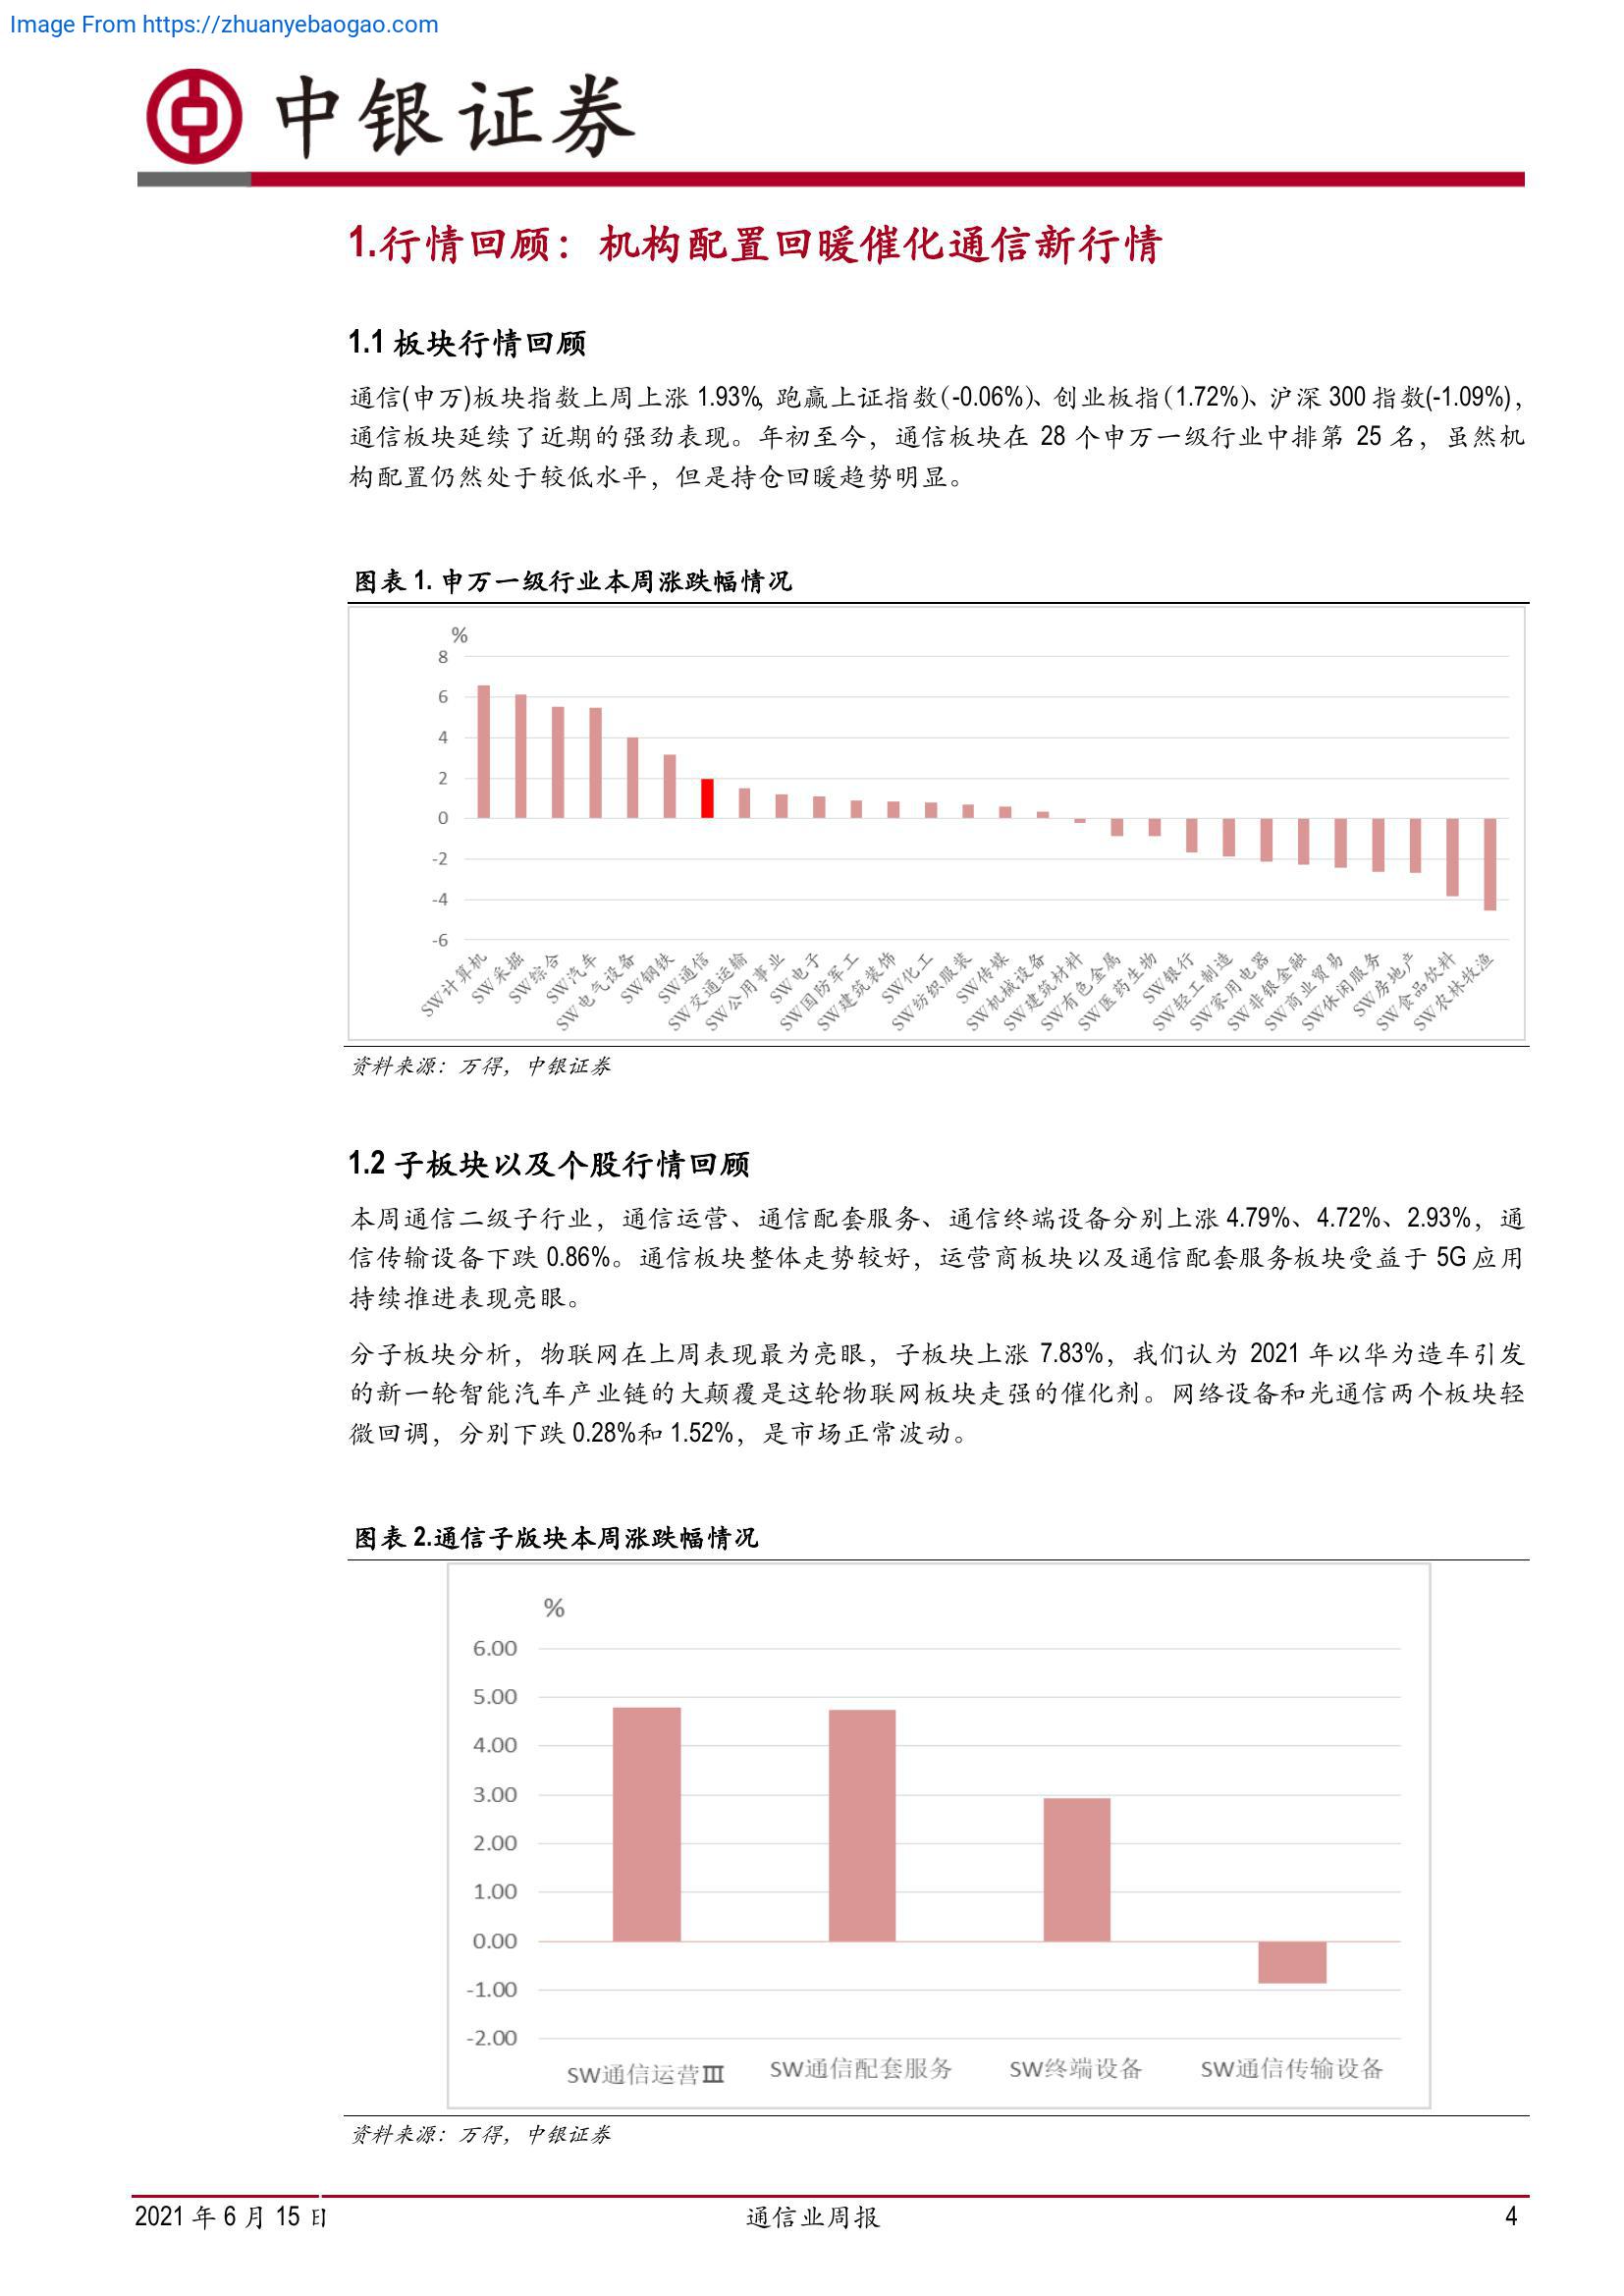 Image From https://zhuanyebaogao.com
中银证券
1.行情回顾：机构配置回暖催化通信新行情
1.1 板块行情回顾
通信(申万)板块指数上周上涨 1.93%，跑赢上证指数（-0.06%）、创业板指（1.72%）、沪深 300 指数(-1.09%)，
通信板块延续了近期的强劲表现。年初至今，通信板块在 28 个申万一级行业中排第 25 名，虽然机
构配置仍然处于较低水平，但是持仓回暖趋势明显。
图表 1. 申万一级行业本周涨跌幅情况
%
8
6
4
2
0
-2
-4
-6
SW计算机
SW采掘
SW综合
SW汽车
SW电气设备
SW钢铁
SW通信
SW交通运输
SW公用事业
SW电子
SW国防军工
SW建筑装饰
SW化工
SW纺织服装
SW传媒
SW机械设备
SW建筑材料
SW有色金属
SW医药生物
SW银行
SW轻工制造
SW家用电器
SW非银金融
SW商业贸易
SW休闲服务
SW房地产
SW食品饮料
SW农林牧渔
资料来源：万得，中银证券
1.2 子板块以及个股行情回顾
本周通信二级子行业，通信运营、通信配套服务、通信终端设备分别上涨 4.79%、4.72%、2.93%，通
信传输设备下跌 0.86%。通信板块整体走势较好，运营商板块以及通信配套服务板块受益于 5G 应用
持续推进表现亮眼。
分子板块分析，物联网在上周表现最为亮眼，子板块上涨 7.83%，我们认为 2021 年以华为造车引发
的新一轮智能汽车产业链的大颠覆是这轮物联网板块走强的催化剂。网络设备和光通信两个板块轻
微回调，分别下跌 0.28%和 1.52%，是市场正常波动。
图表 2.通信子版块本周涨跌幅情况
%
6.00
5.00
4.00
3.00
2.00
1.00
0.00
-1.00
-2.00
SW通信运营Ⅲ
SW通信配套服务
SW终端设备
SW通信传输设备
资料来源：万得，中银证券
2021 年 6 月 15 日
通信业周报
4